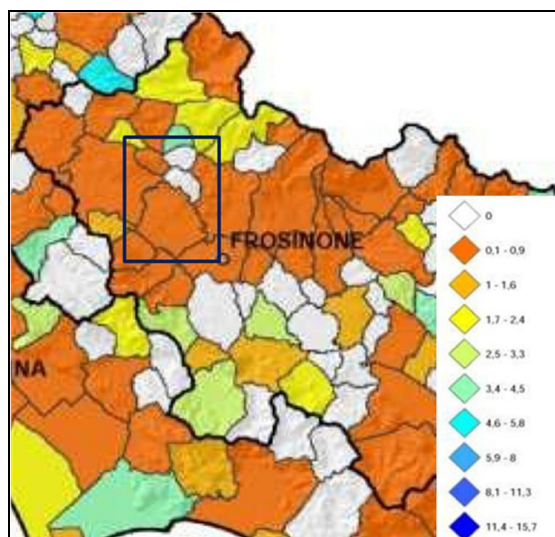 FROSINONE
NA
0
0,1 - 0,9
1 - 1,6
1,7 - 2,4
2,5 - 3,3
3,4 - 4,5
4,6 - 5,8
5,9 - 8
8,1 - 11,3
11,4 - 15,7